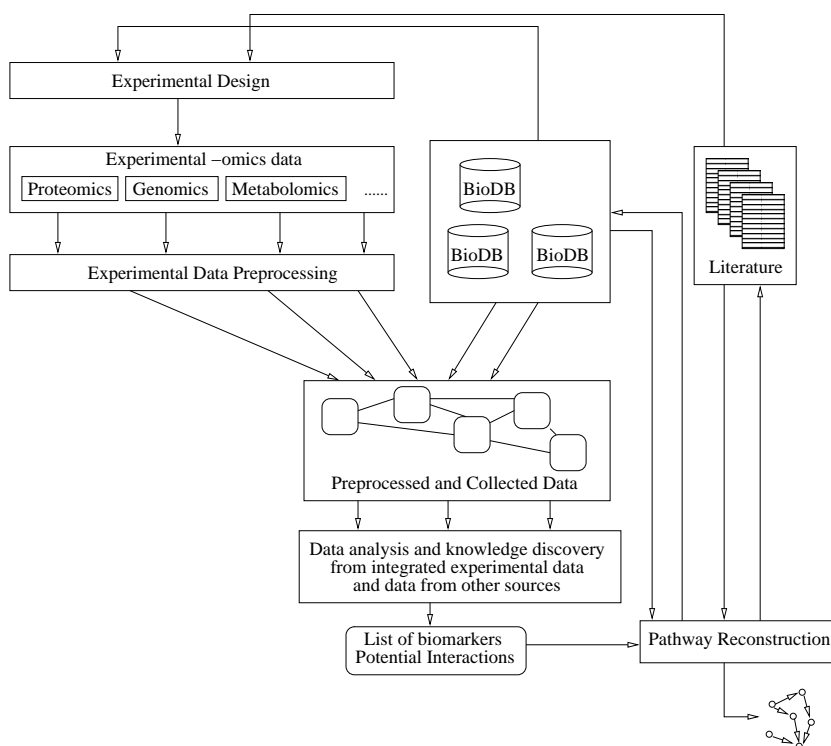 Experimental Design
Experimental −omics data
Proteomics
Genomics
Metabolomics
......
Experimental Data Preprocessing
BioDB
BioDB
BioDB
Literature
Preprocessed and Collected Data
Data analysis and knowledge discovery
from integrated experimental data
and data from other sources
List of biomarkers
Potential Interactions
Pathway Reconstruction